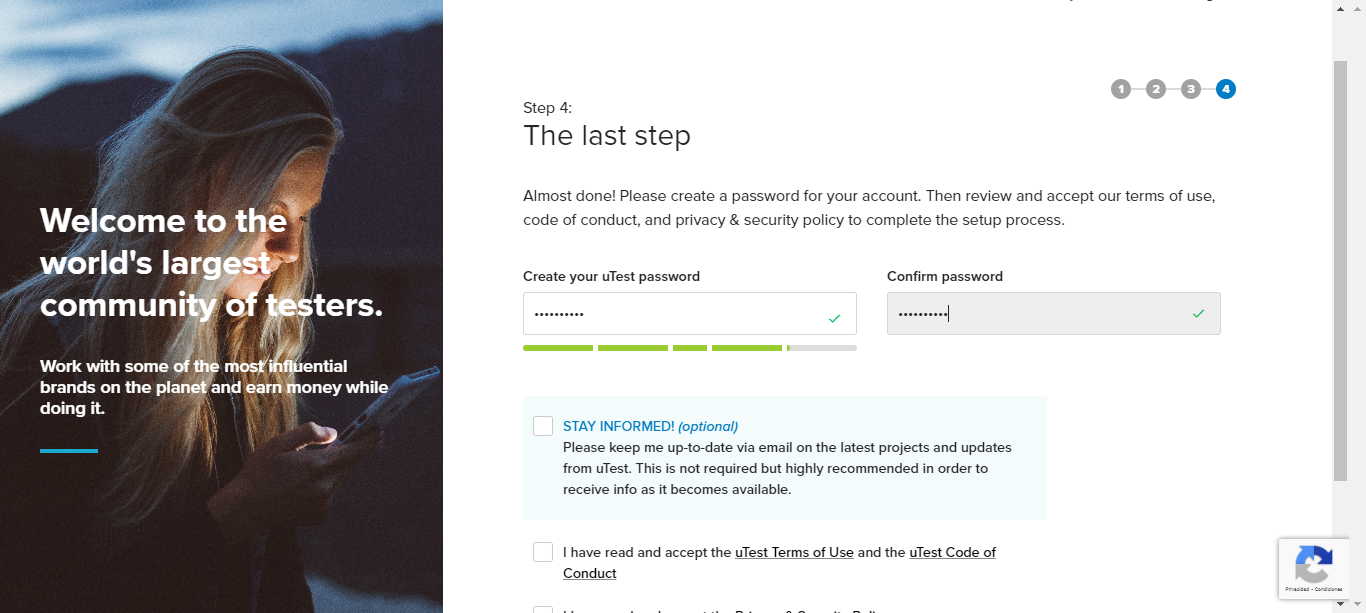 Welcome to the
world's largest
community of testers.
Work with some of the most influential
brands on the planet and earn money while
doing it.
1 2 3 4
Step 4:
The last step
Almost done! Please create a password for your account. Then review and accept our terms of use,
code of conduct, and privacy & security policy to complete the setup process.
Create your uTest password
Confirm password
••••••••••
••••••••••
STAY INFORMED! (optional)
Please keep me up-to-date via email on the latest projects and updates
from uTest. This is not required but highly recommended in order to
receive info as it becomes available.
I have read and accept the uTest Terms of Use and the uTest Code of
Conduct
Privacidad - Condiciones